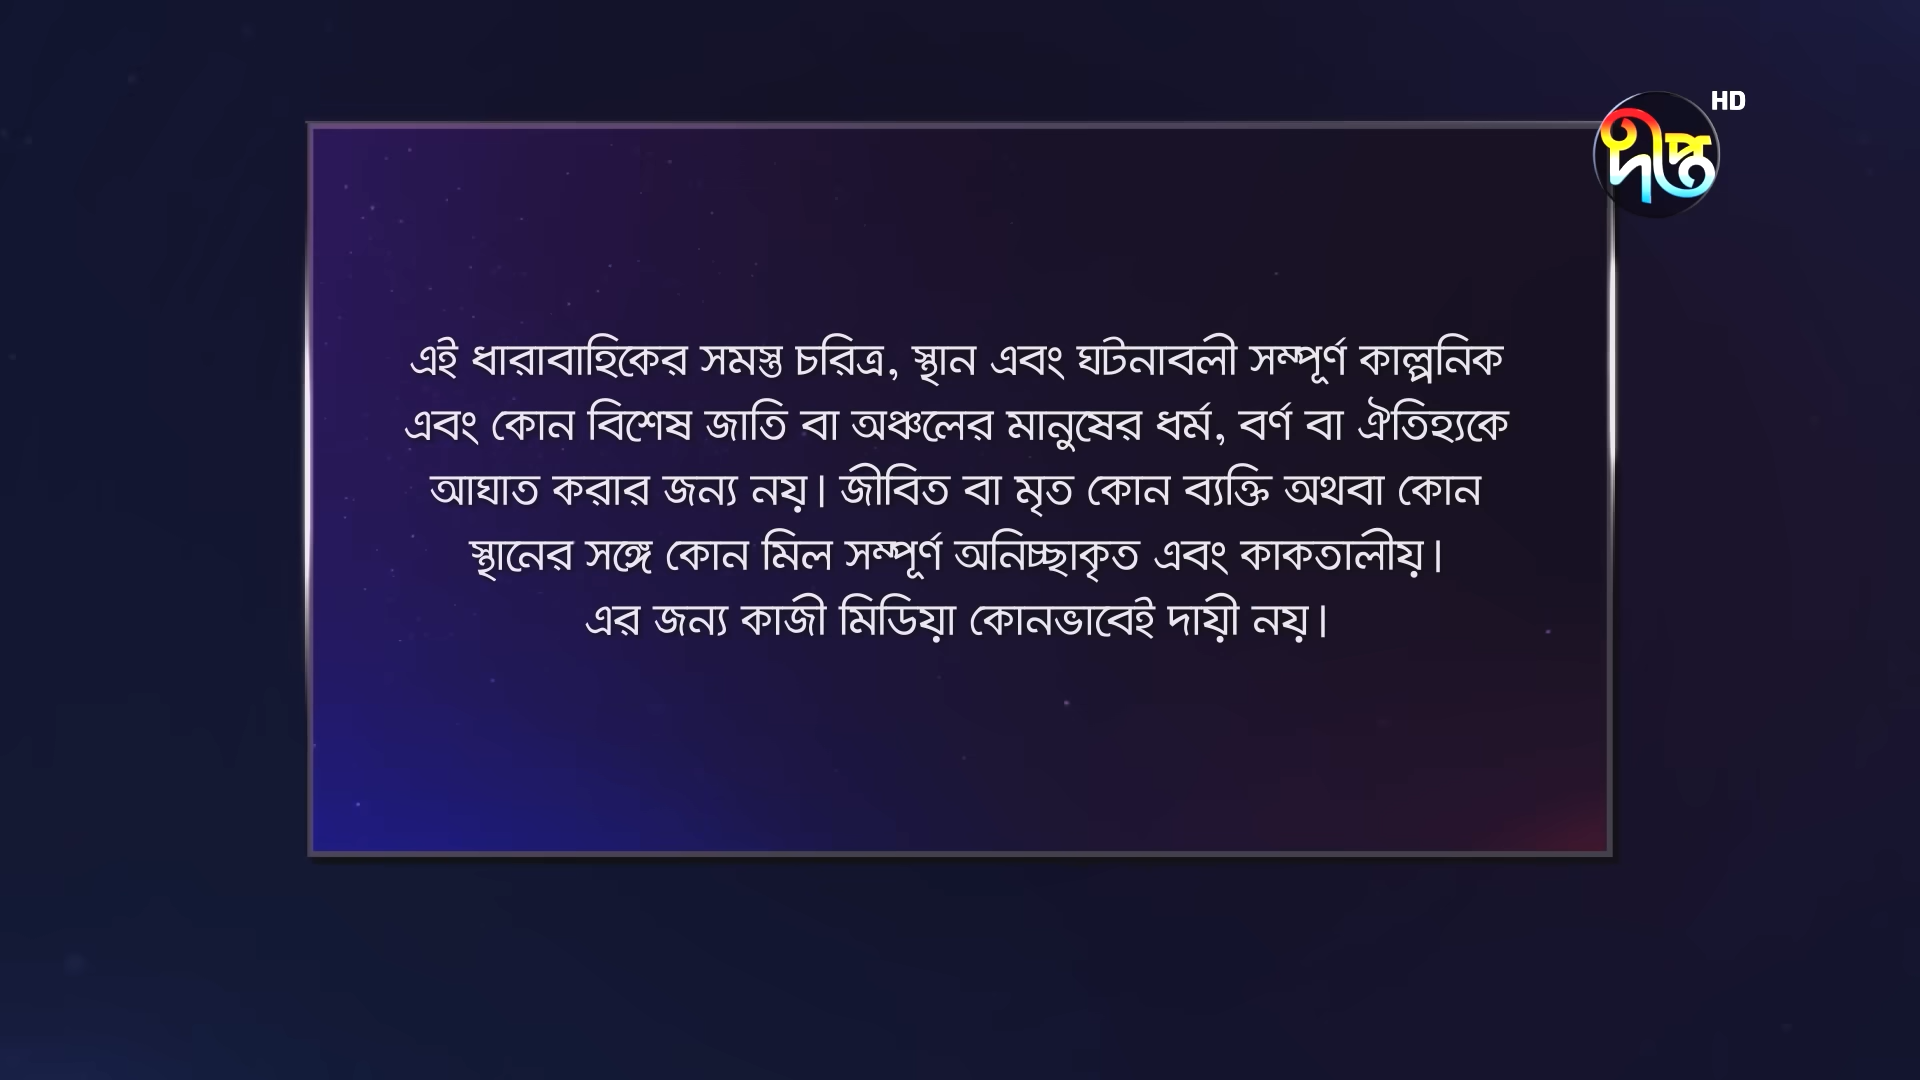 HD
দীপ্ত
এই ধারাবাহিকের সমস্ত চরিত্র, স্থান এবং ঘটনাবলী সম্পূর্ণ কাল্পনিক
এবং কোন বিশেষ জাতি বা অঞ্চলের মানুষের ধর্ম, বর্ণ বা ঐতিহ্যকে
আঘাত করার জন্য নয়। জীবিত বা মৃত কোন ব্যক্তি অথবা কোন
স্থানের সঙ্গে কোন মিল সম্পূর্ণ অনিচ্ছাকৃত এবং কাকতালীয়।
এর জন্য কাজী মিডিয়া কোনভাবেই দায়ী নয়।